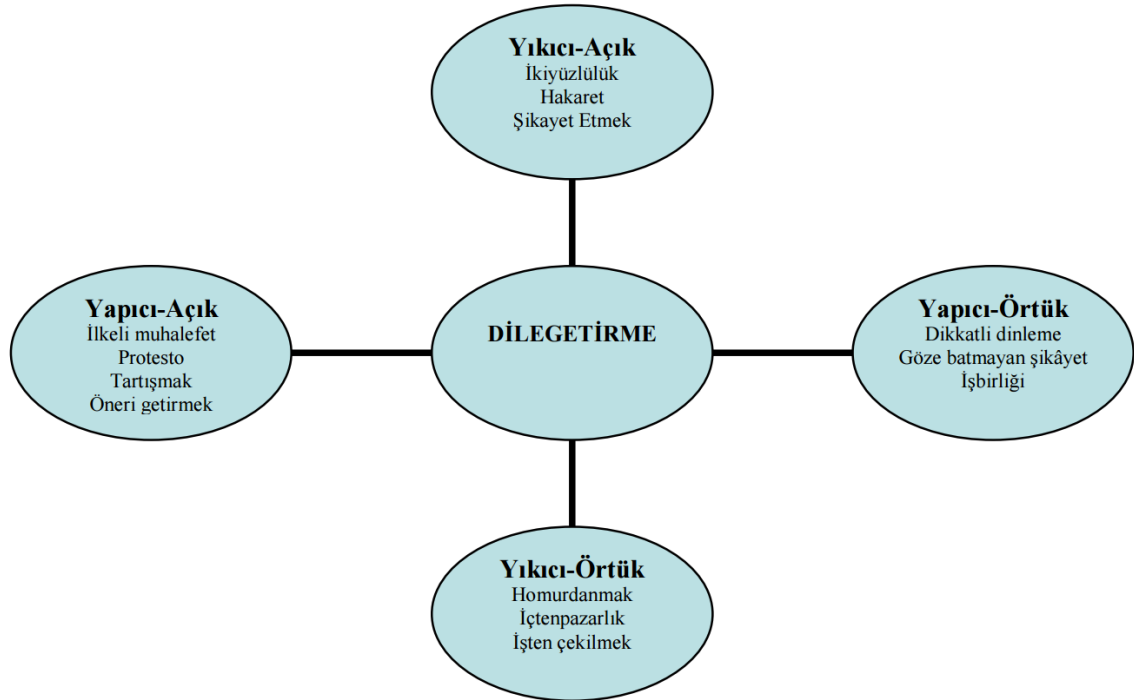 Yıkıcı-Açık
İkiyüzlülük
Hakaret
Şikayet Etmek
Yapıcı-Açık
İlkeli muhalefet
Protesto
Tartışmak
Öneri getirmek
DİLEGETİRME
Yapıcı-Örtük
Dikkatli dinleme
Göze batmayan şikâyet
İşbirliği
Yıkıcı-Örtük
Homurdanmak
İçtenpazarlık
İşten çekilmek